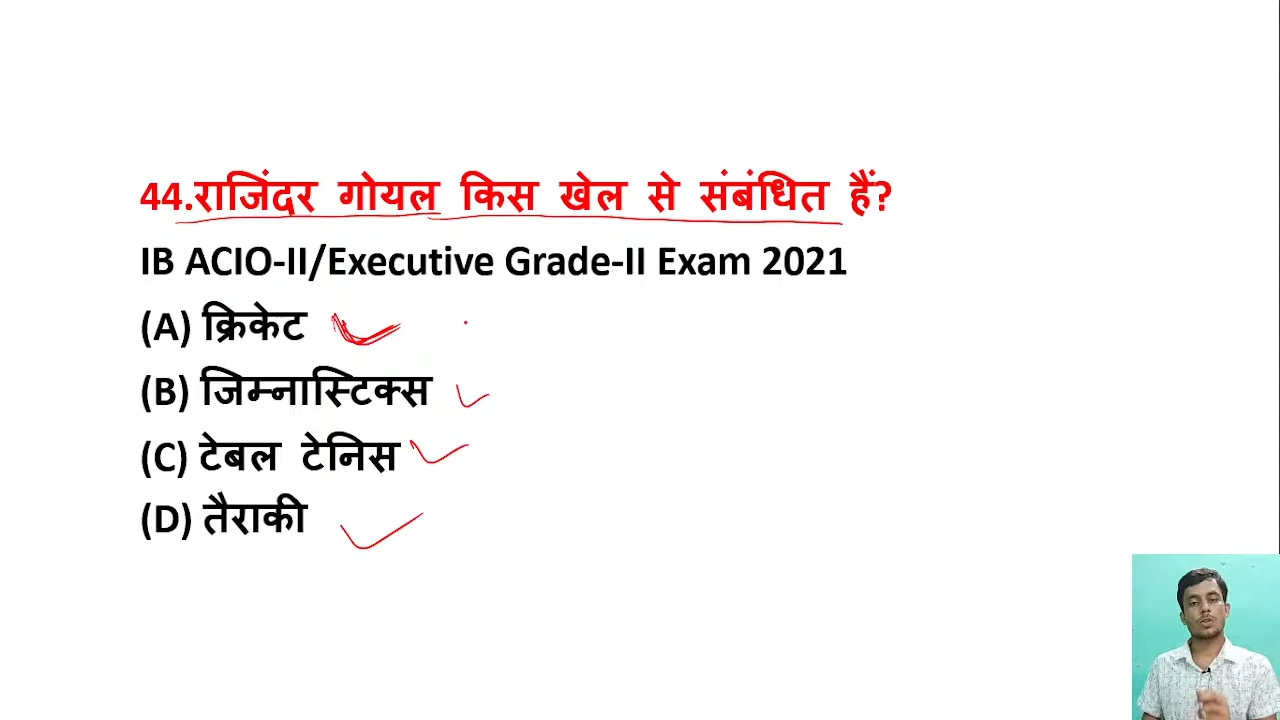 44.राजिंदर गोयल किस खेल से संबंधित हैं?
IB ACIO-II/Executive Grade-II Exam 2021
(A) क्रिकेट
(B) जिम्नास्टिक्स
(C) टेबल टेनिस
(D) तैराकी